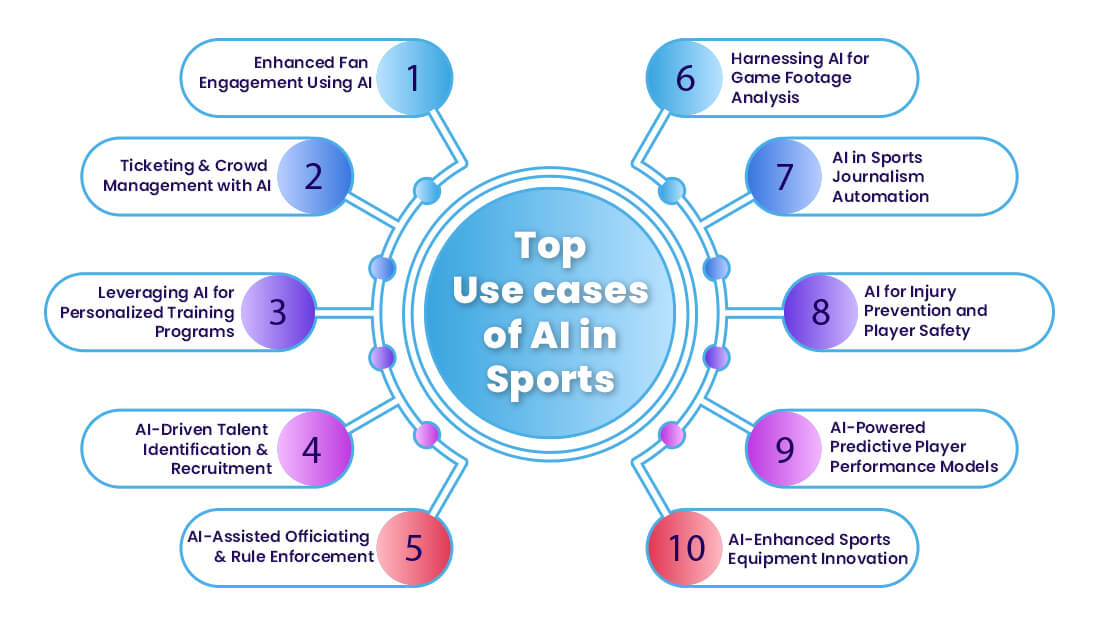 Top
Use cases
of AI in
Sports
1
Enhanced Fan
Engagement Using AI
2
Ticketing & Crowd
Management with AI
3
Leveraging AI for
Personalized Training
Programs
4
AI-Driven Talent
Identification &
Recruitment
5
AI-Assisted Officiating
& Rule Enforcement
6
Harnessing AI for
Game Footage
Analysis
7
AI in Sports
Journalism
Automation
8
AI for Injury
Prevention and
Player Safety
9
AI-Powered
Predictive Player
Performance Models
10
AI-Enhanced Sports
Equipment Innovation